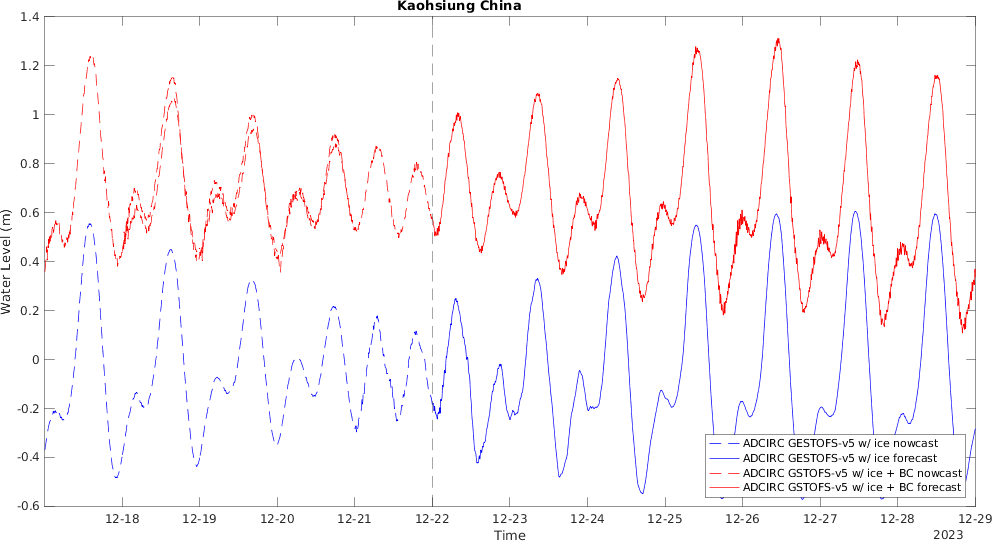 Kaohsiung China
1.4
1.2
1
0.8
0.6
0.4
0.2
0
-0.2
-0.4
-0.6
Water Level (m)
ADCIRC GESTOFS-v5 w/ ice nowcast
ADCIRC GESTOFS-v5 w/ ice forecast
ADCIRC GSTOFS-v5 w/ ice + BC nowcast
ADCIRC GSTOFS-v5 w/ ice + BC forecast
12-18 12-19 12-20 12-21 12-22 12-23 12-24 12-25 12-26 12-27 12-28 12-29
Time
2023